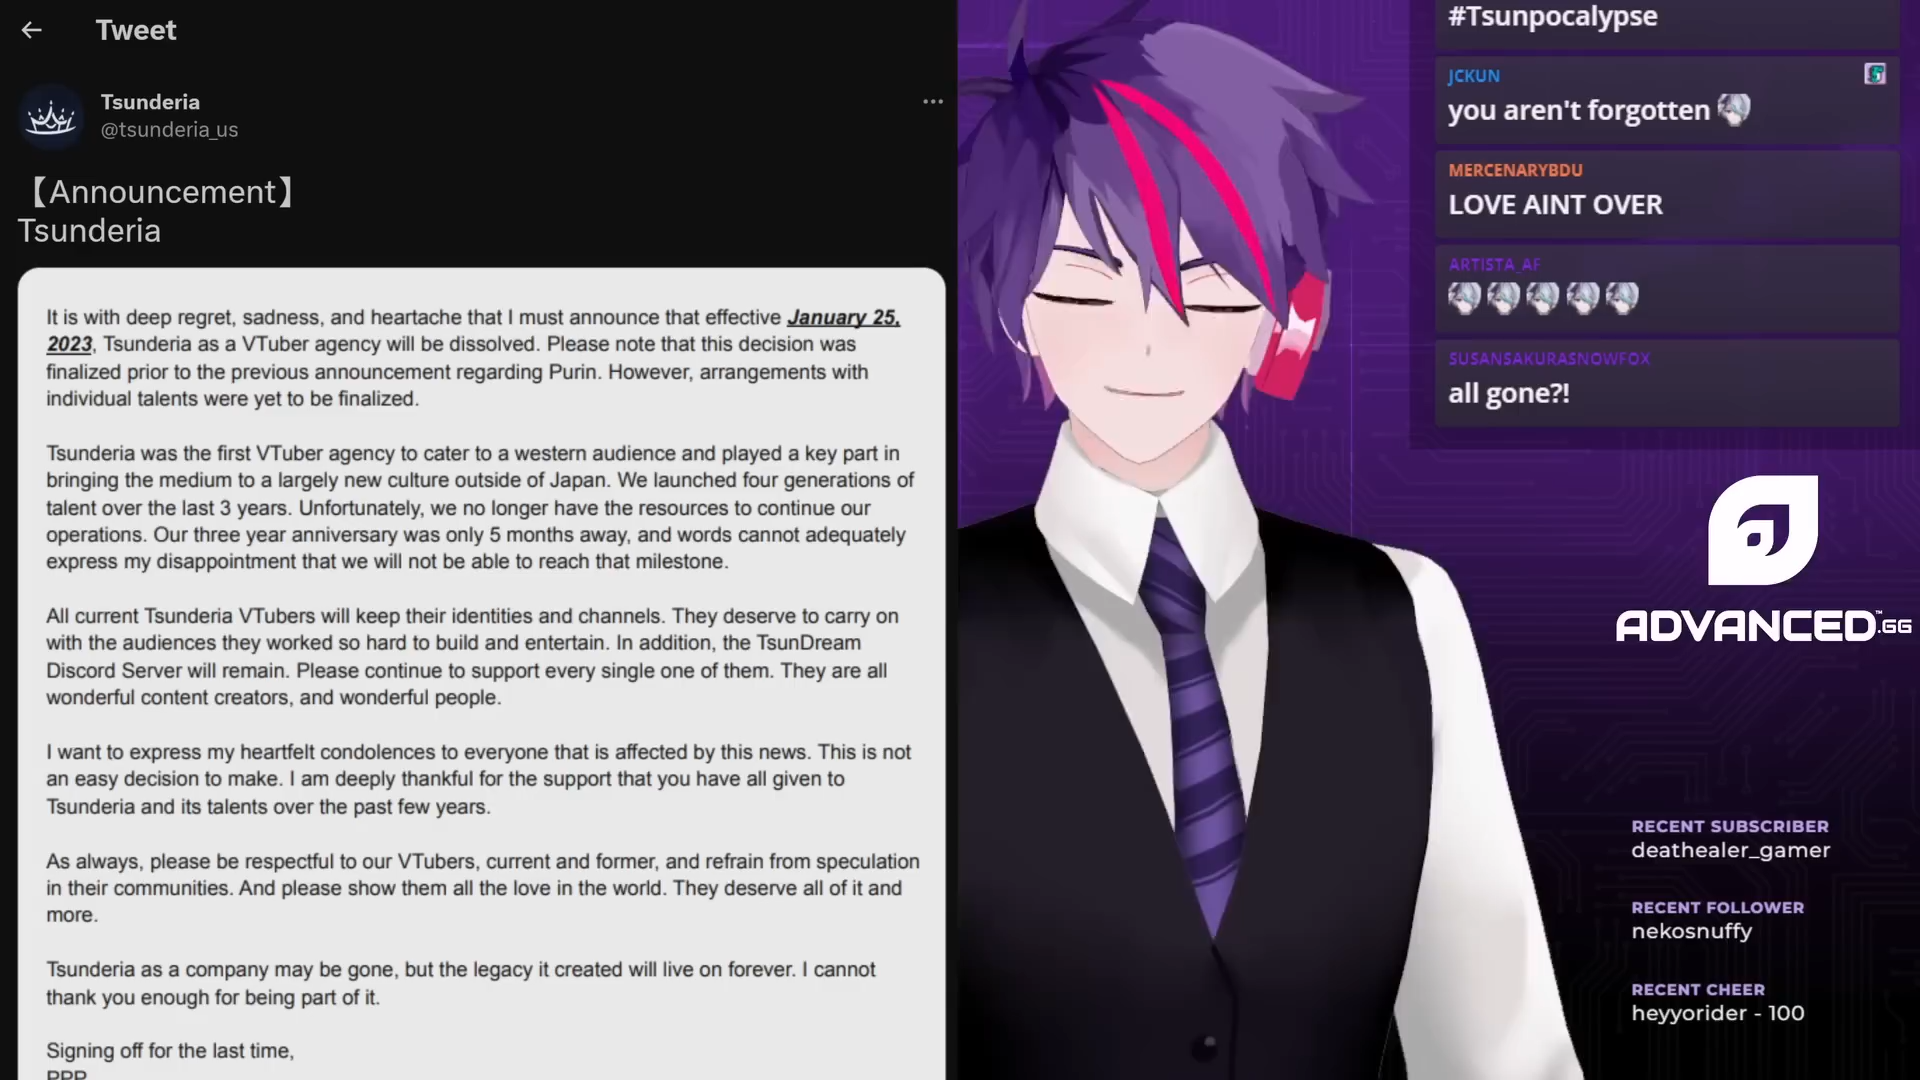 Tweet
Tsunderia
@tsunderia_us
【Announcement】
Tsunderia
It is with deep regret, sadness, and heartache that I must announce that effective January 25,
2023, Tsunderia as a VTuber agency will be dissolved. Please note that this decision was
finalized prior to the previous announcement regarding Purin. However, arrangements with
individual talents were yet to be finalized.
Tsunderia was the first VTuber agency to cater to a western audience and played a key part in
bringing the medium to a largely new culture outside of Japan. We launched four generations of
talent over the last 3 years. Unfortunately, we no longer have the resources to continue our
operations. Our three year anniversary was only 5 months away, and words cannot adequately
express my disappointment that we will not be able to reach that milestone.
All current Tsunderia VTubers will keep their identities and channels. They deserve to carry on
with the audiences they worked so hard to build and entertain. In addition, the TsunDream
Discord Server will remain. Please continue to support every single one of them. They are all
wonderful content creators, and wonderful people.
I want to express my heartfelt condolences to everyone that is affected by this news. This is not
an easy decision to make. I am deeply thankful for the support that you have all given to
Tsunderia and its talents over the past few years.
As always, please be respectful to our VTubers, current and former, and refrain from speculation
in their communities. And please show them all the love in the world. They deserve all of it and
more.
Tsunderia as a company may be gone, but the legacy it created will live on forever. I cannot
thank you enough for being part of it.
Signing off for the last time,
#Tsunpocalypse
JCKUN
you aren't forgotten
MERCENARYBDU
LOVE AINT OVER
ARTISTA_AF
SUSANSAKURASNOWFOX
all gone?!
ADVANCED.GG
™
RECENT SUBSCRIBER
deathealer_gamer
RECENT FOLLOWER
nekosnuffy
RECENT CHEER
heyyorider - 100